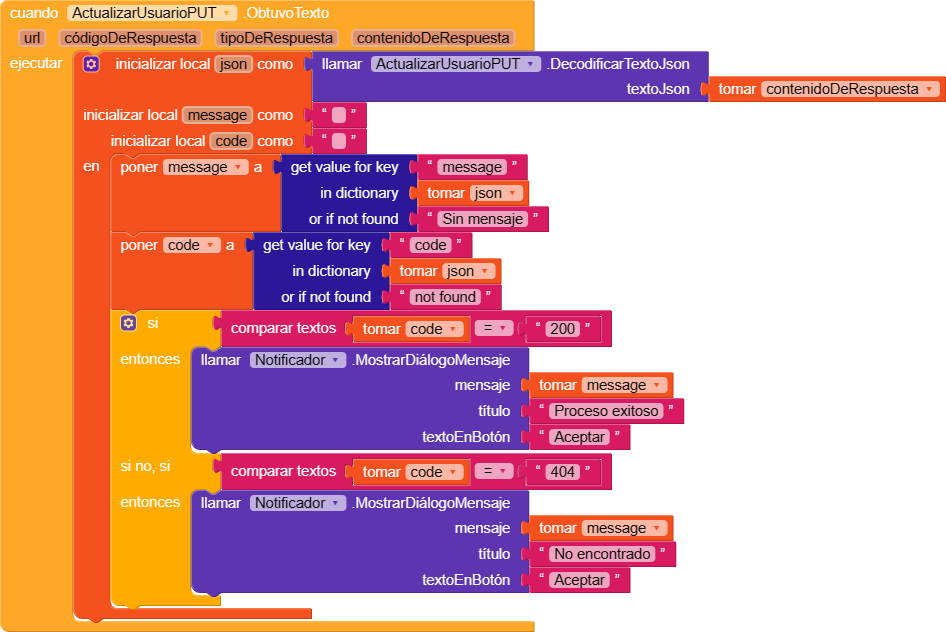 cuando ActualizarUsuarioPUT .ObtuvoTexto
url códigoDeRespuesta tipoDeRespuesta contenidoDeRespuesta
ejecutar inicializar local json como llamar ActualizarUsuarioPUT .DecodificarTextoJson
textoJson tomar contenidoDeRespuesta
inicializar local message como “ ”
inicializar local code como “ ”
en poner message a get value for key “ message ”
in dictionary tomar json
or if not found “ Sin mensaje ”
poner code a get value for key “ code ”
in dictionary tomar json
or if not found “ not found ”
si comparar textos tomar code = “ 200 ”
entonces llamar Notificador .MostrarDiálogoMensaje
mensaje tomar message
título “ Proceso exitoso ”
textoEnBotón “ Aceptar ”
si no, si comparar textos tomar code = “ 404 ”
entonces llamar Notificador .MostrarDiálogoMensaje
mensaje tomar message
título “ No encontrado ”
textoEnBotón “ Aceptar ”